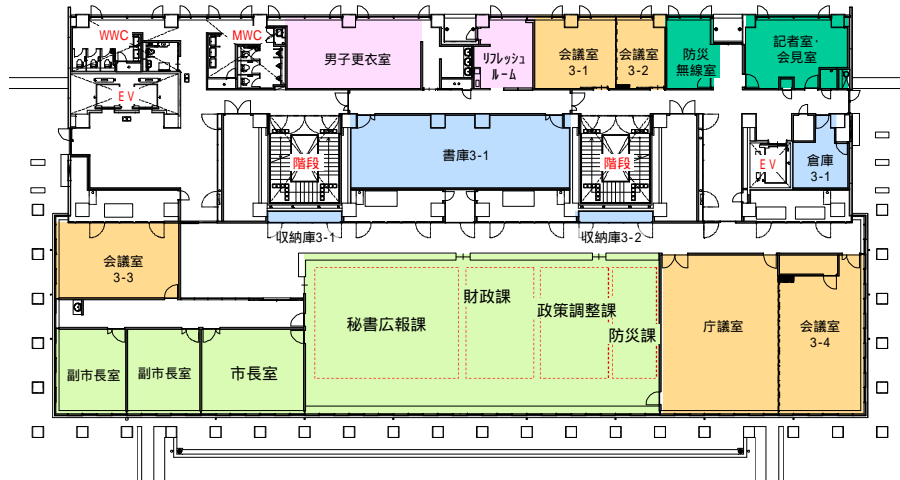 WWC
MWC
男子更衣室
リフレッシュ
ルーム
会議室
3-1
会議室
3-2
防災
無線室
記者室・
会見室
EV
階段
書庫3-1
階段
EV
倉庫
3-1
収納庫3-1
収納庫3-2
会議室
3-3
秘書広報課
財政課
政策調整課
防災課
庁議室
会議室
3-4
副市長室
副市長室
市長室